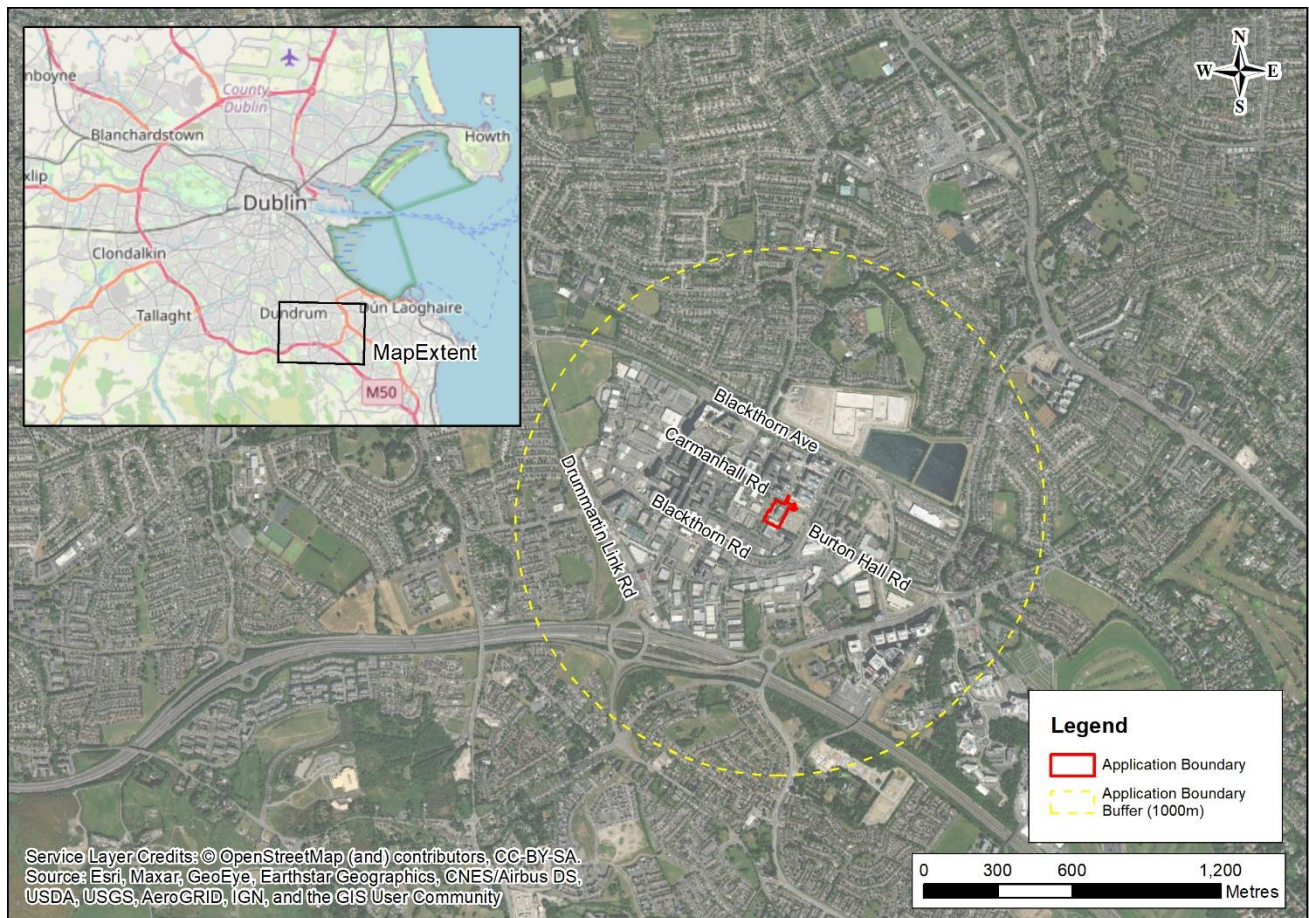 N
W E
S
nboyne
County
Dublin
Blanchardstown
Howth
xlip
Dublin
Clondalkin
Tallaght
Dundrum
Dún Laoghaire
MapExtent
M50
Blackthorn Ave
Carmanhall Rd
Drummartin Link Rd
Blackthorn Rd
Burton Hall Rd
Legend
Application Boundary
Application Boundary
Buffer (1000m)
Service Layer Credits: © OpenStreetMap (and) contributors, CC-BY-SA.
Source: Esri, Maxar, GeoEye, Earthstar Geographics, CNES/Airbus DS,
USDA, USGS, AeroGRID, IGN, and the GIS User Community
0 300 600 1,200
Metres